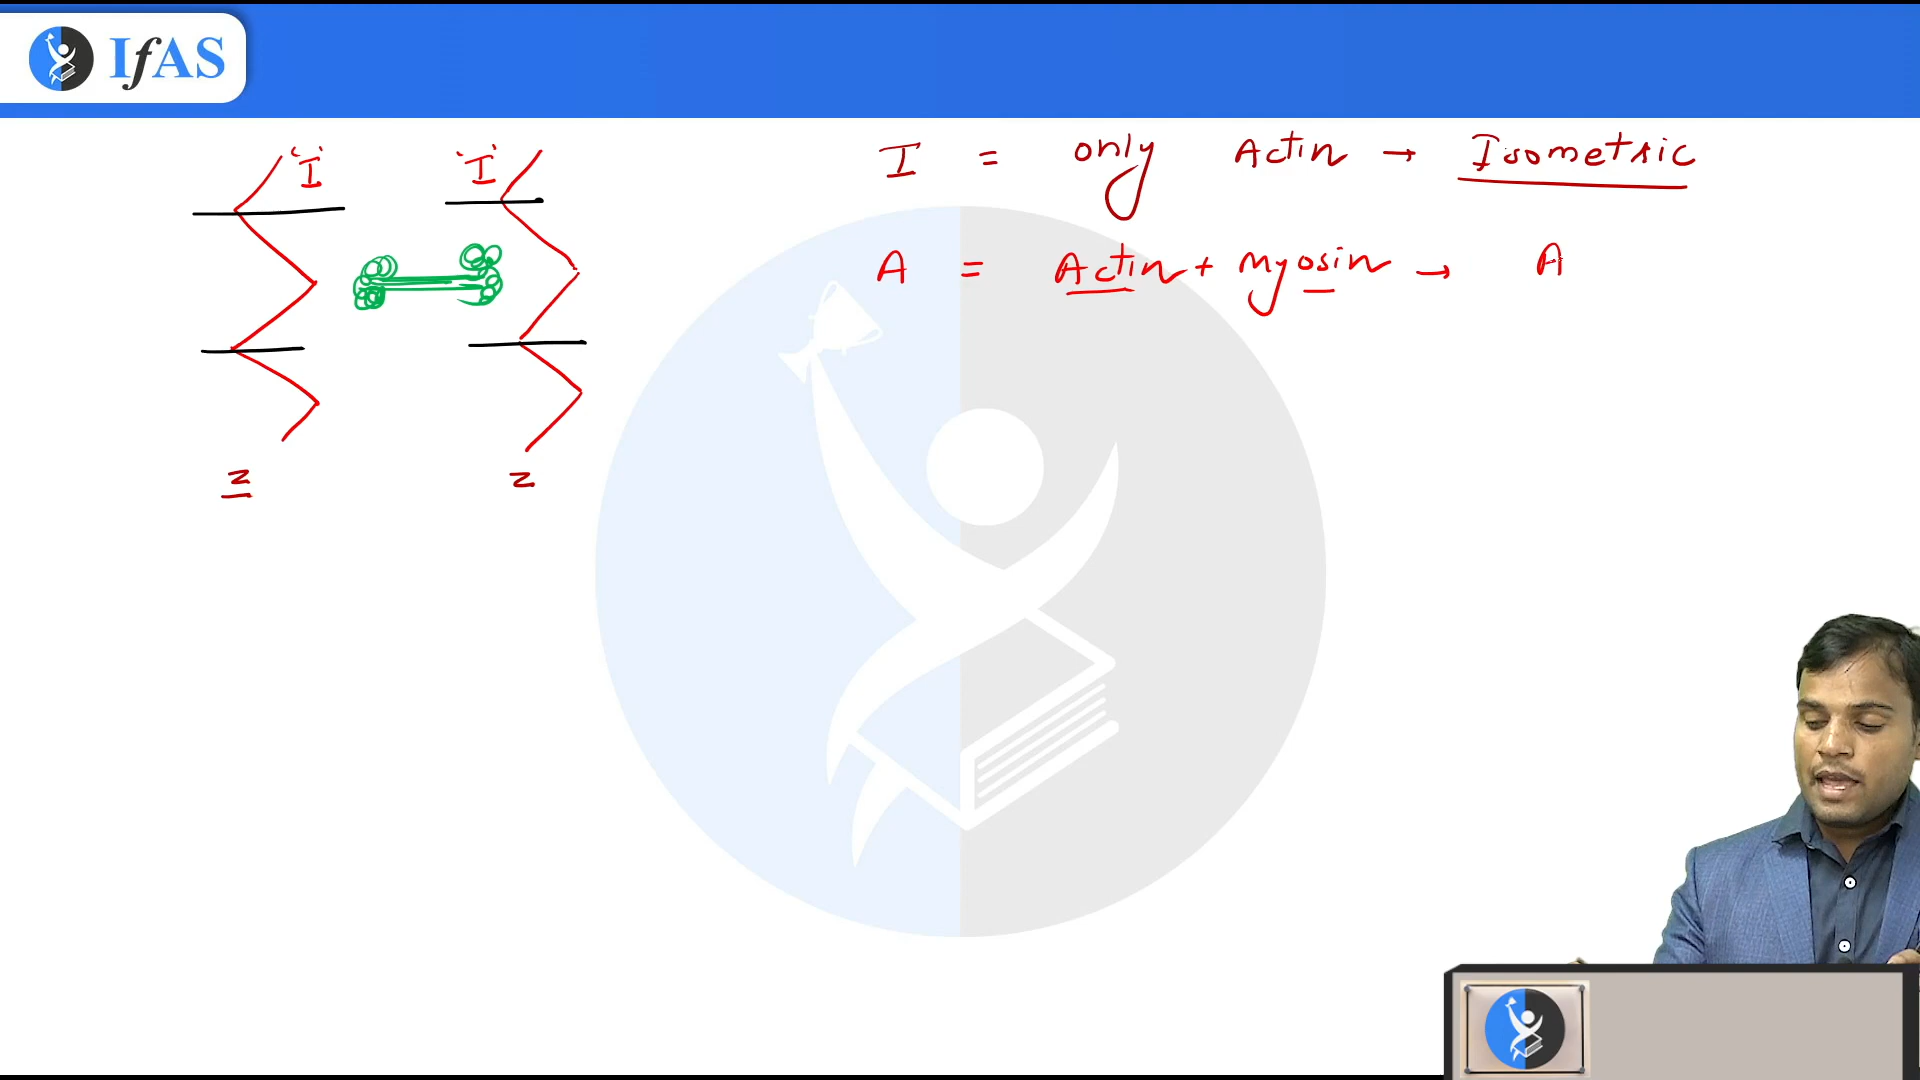 IfAS
'I' 'I'
I = only Actin → Isometric
A = Actin + Myosin → A
Z Z